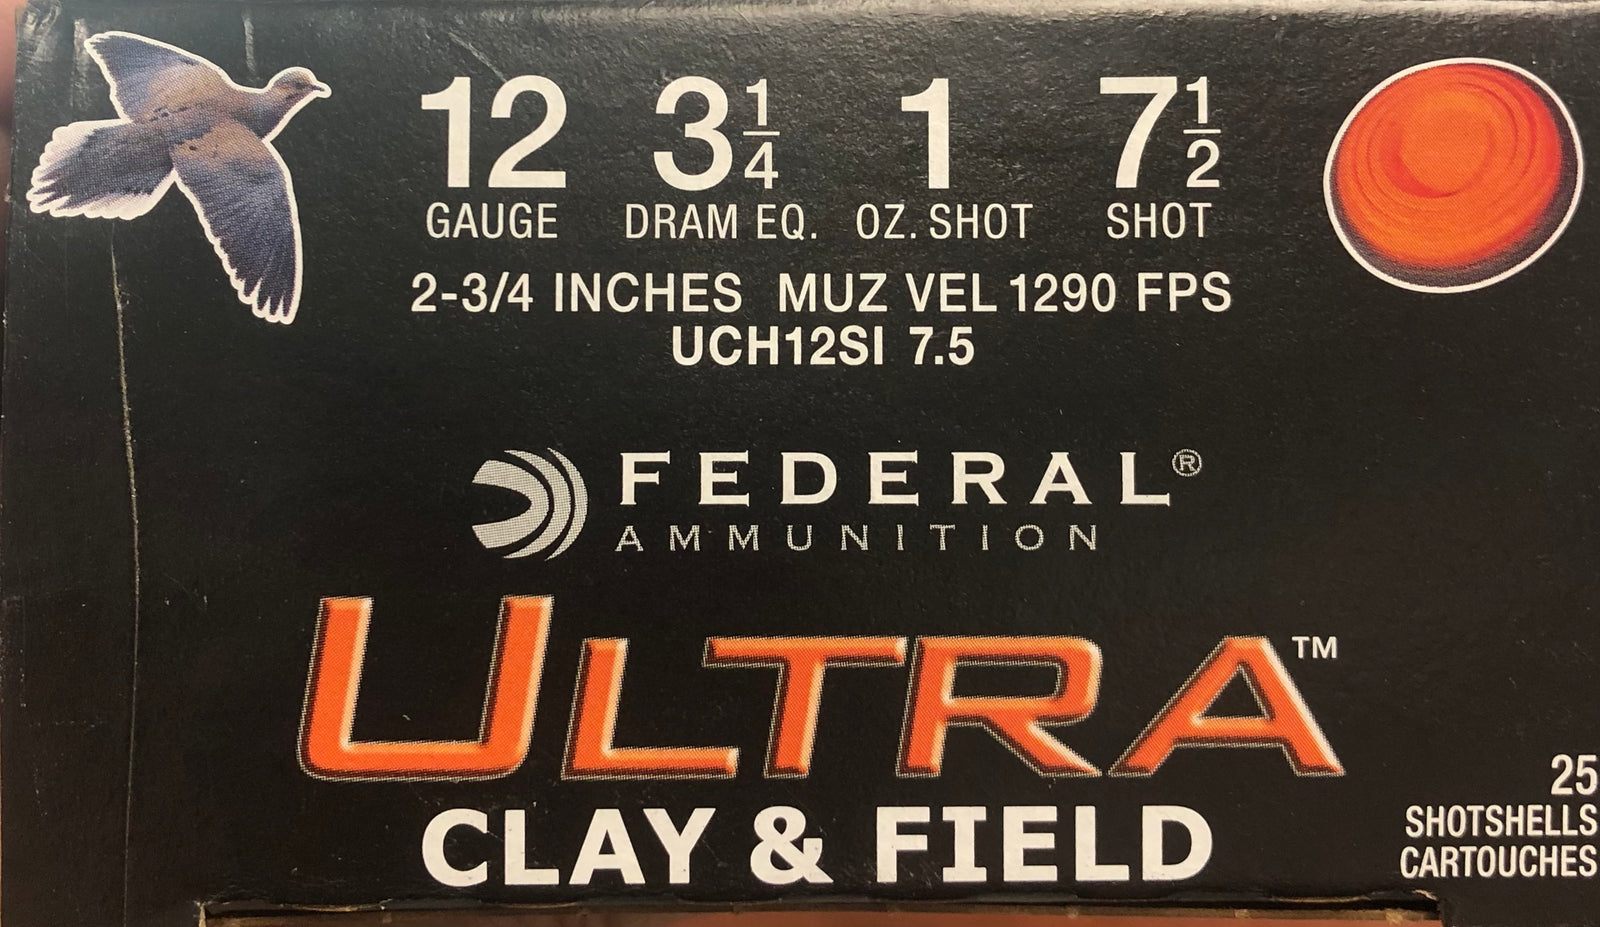 12 3 1/4 1 7 1/2
GAUGE DRAM EQ. OZ. SHOT SHOT
2-3/4 INCHES MUZ VEL 1290 FPS
UCH12SI 7.5
FEDERAL®
AMMUNITION
ULTRA™
CLAY & FIELD
25
SHOTSHELLS
CARTOUCHES